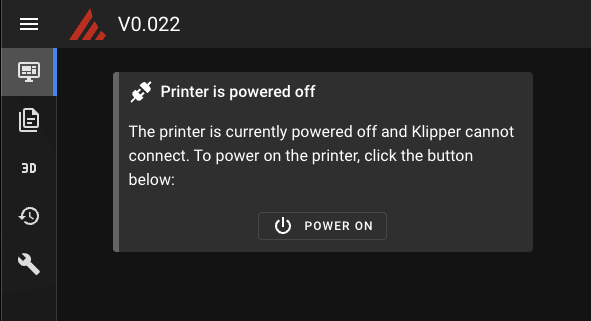 V0.022
Printer is powered off
The printer is currently powered off and Klipper cannot
connect. To power on the printer, click the button
below:
3D
POWER ON